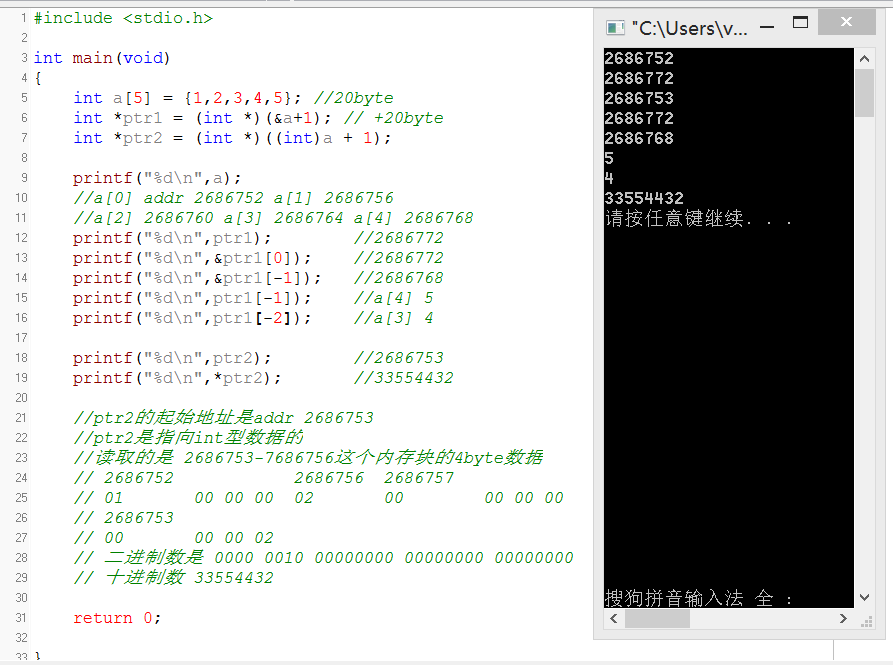 1 #include <stdio.h>
2
3 int main(void)
4 {
5 int a[5] = {1,2,3,4,5}; //20byte
6 int *ptr1 = (int *)(&a+1); // +20byte
7 int *ptr2 = (int *)((int)a + 1);
8
9 printf("%d\n",a);
10 //a[0] addr 2686752 a[1] 2686756
11 //a[2] 2686760 a[3] 2686764 a[4] 2686768
12 printf("%d\n",ptr1); //2686772
13 printf("%d\n",&ptr1[0]); //2686772
14 printf("%d\n",&ptr1[-1]); //2686768
15 printf("%d\n",ptr1[-1]); //a[4] 5
16 printf("%d\n",ptr1[-2]); //a[3] 4
17
18 printf("%d\n",ptr2); //2686753
19 printf("%d\n",*ptr2); //33554432
20
21 //ptr2的起始地址是addr 2686753
22 //ptr2是指向int型数据的
23 //读取的是 2686753-7686756这个内存块的4byte数据
24 // 2686752 2686756 2686757
25 // 01 00 00 00 02 00 00 00 00
26 // 2686753
27 // 00 00 00 02
28 // 二进制数是 0000 0010 00000000 00000000 00000000
29 // 十进制数 33554432
30
31 return 0;
32
33 }
"C:\Users\v...
2686752
2686772
2686753
2686772
2686768
5
4
33554432
请按任意键继续. . .
搜狗拼音输入法 全 :